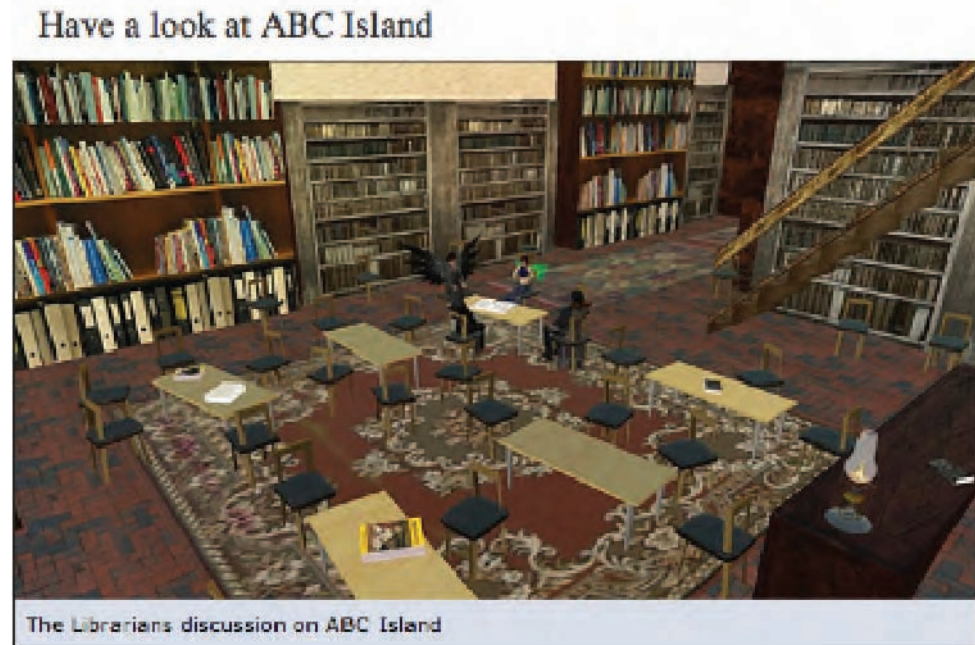 Have a look at ABC Island
The Librarians discussion on ABC Island